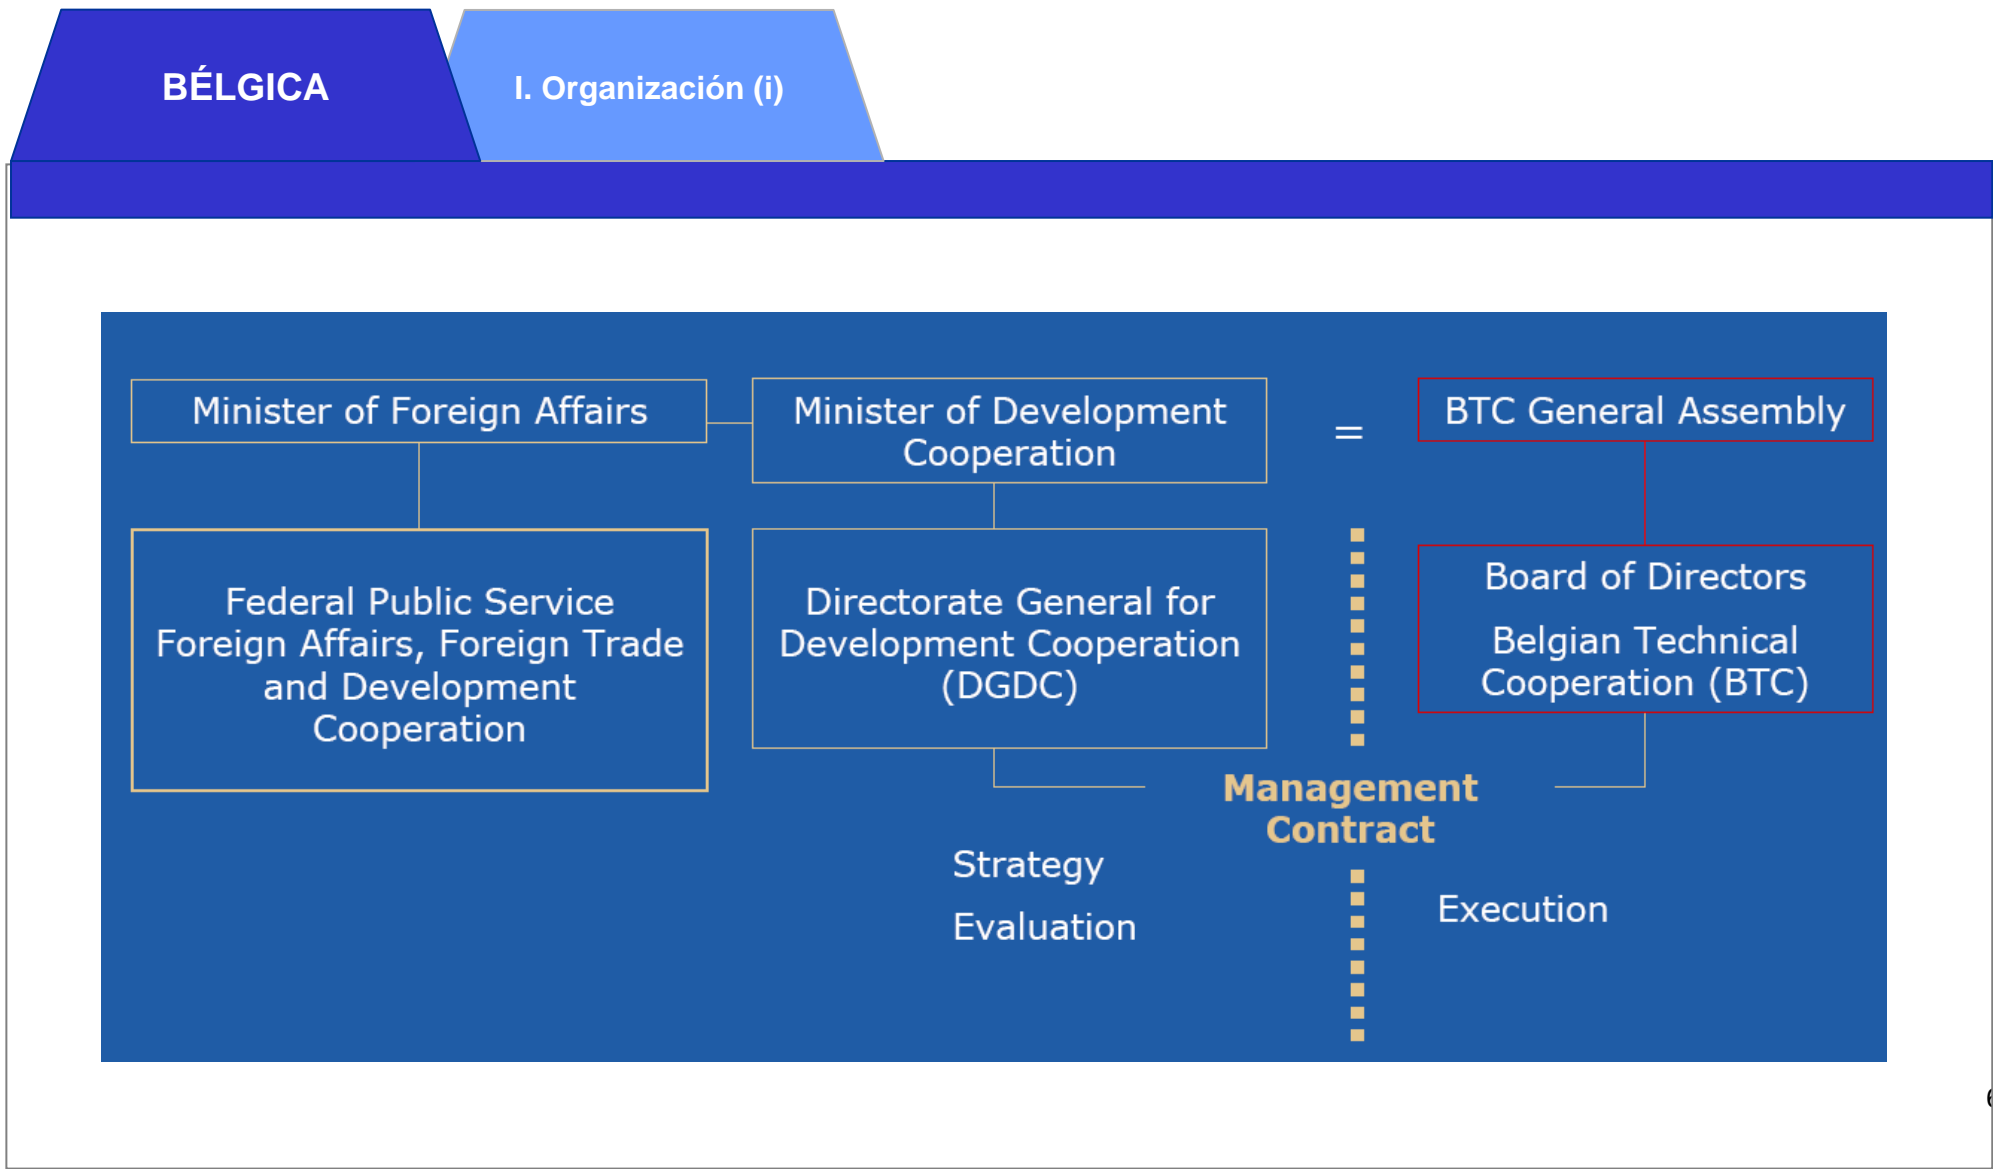 BÉLGICA
I. Organización (i)
Minister of Foreign Affairs
Minister of Development
Cooperation
=
BTC General Assembly
Federal Public Service
Foreign Affairs, Foreign Trade
and Development
Cooperation
Directorate General for
Development Cooperation
(DGDC)
Board of Directors
Belgian Technical
Cooperation (BTC)
Management
Contract
Strategy
Evaluation
Execution